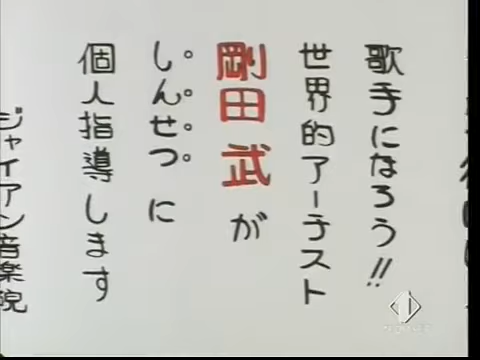 歌手になろう!!
世界的アーチスト
剛田武が
しんせつに
個人指導します
ジャイアン音楽院